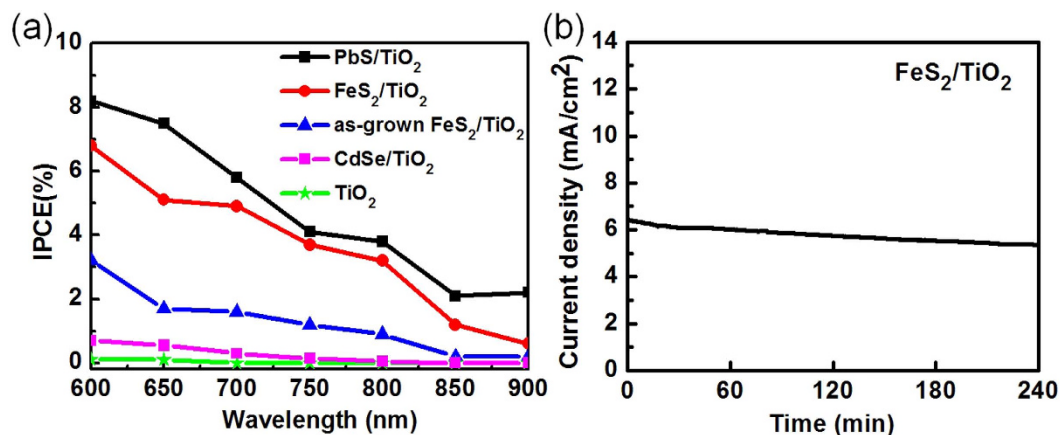 (a)
10
8
6
4
2
0
IPCE(%)
PbS/TiO₂
FeS₂/TiO₂
as-grown FeS₂/TiO₂
CdSe/TiO₂
TiO₂
600 650 700 750 800 850 900
Wavelength (nm)
(b)
14
12
10
8
6
4
2
0
Current density (mA/cm²)
FeS₂/TiO₂
0 60 120 180 240
Time (min)